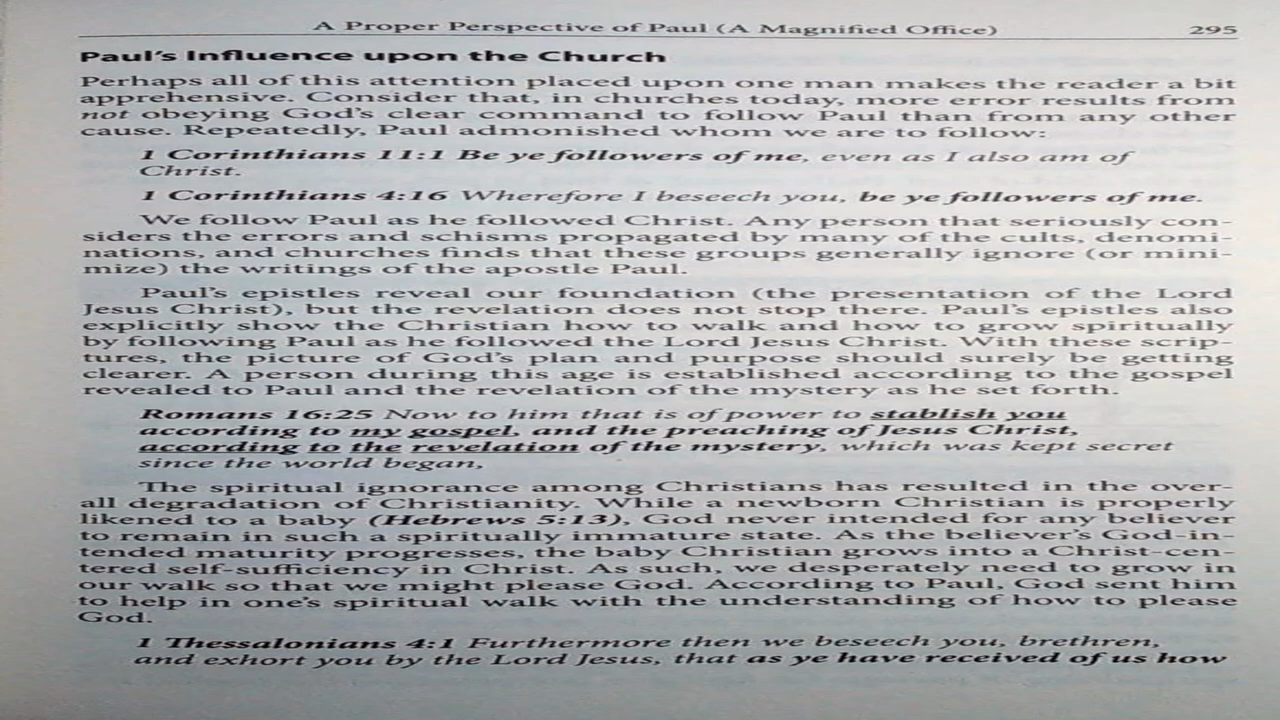 A Proper Perspective of Paul (A Magnified Office) 295
Paul's Influence upon the Church
Perhaps all of this attention placed upon one man makes the reader a bit
apprehensive. Consider that, in churches today, more error results from
not obeying God's clear command to follow Paul than from any other
cause. Repeatedly, Paul admonished whom we are to follow:
1 Corinthians 11:1 Be ye followers of me, even as I also am of
Christ.
1 Corinthians 4:16 Wherefore I beseech you, be ye followers of me.
We follow Paul as he followed Christ. Any person that seriously con-
siders the errors and schisms propagated by many of the cults, denomi-
nations, and churches finds that these groups generally ignore (or mini-
mize) the writings of the apostle Paul.
Paul's epistles reveal our foundation (the presentation of the Lord
Jesus Christ), but the revelation does not stop there. Paul's epistles also
explicitly show the Christian how to walk and how to grow spiritually
by following Paul as he followed the Lord Jesus Christ. With these scrip-
tures, the picture of God's plan and purpose should surely be getting
clearer. A person during this age is established according to the gospel
revealed to Paul and the revelation of the mystery as he set forth.
Romans 16:25 Now to him that is of power to stablish you
according to my gospel, and the preaching of Jesus Christ,
according to the revelation of the mystery, which was kept secret
since the world began,
The spiritual ignorance among Christians has resulted in the over-
all degradation of Christianity. While a newborn Christian is properly
likened to a baby (Hebrews 5:13), God never intended for any believer
to remain in such a spiritually immature state. As the believer's God-in-
tended maturity progresses, the baby Christian grows into a Christ-cen-
tered self-sufficiency in Christ. As such, we desperately need to grow in
our walk so that we might please God. According to Paul, God sent him
to help in one's spiritual walk with the understanding of how to please
God.
1 Thessalonians 4:1 Furthermore then we beseech you, brethren,
and exhort you by the Lord Jesus, that as ye have received of us how